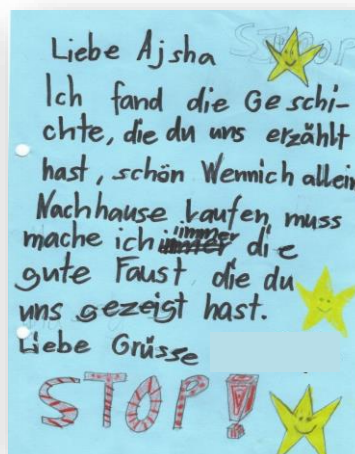 Liebe Ajsha
Ich fand die Geschi-
chte, die du uns erzählt
hast, schön Wennich allein
Nachhause laufen muss
mache ich immer die
gute Faust die du
uns gezeigt hast.
Liebe Grüsse
STOP!